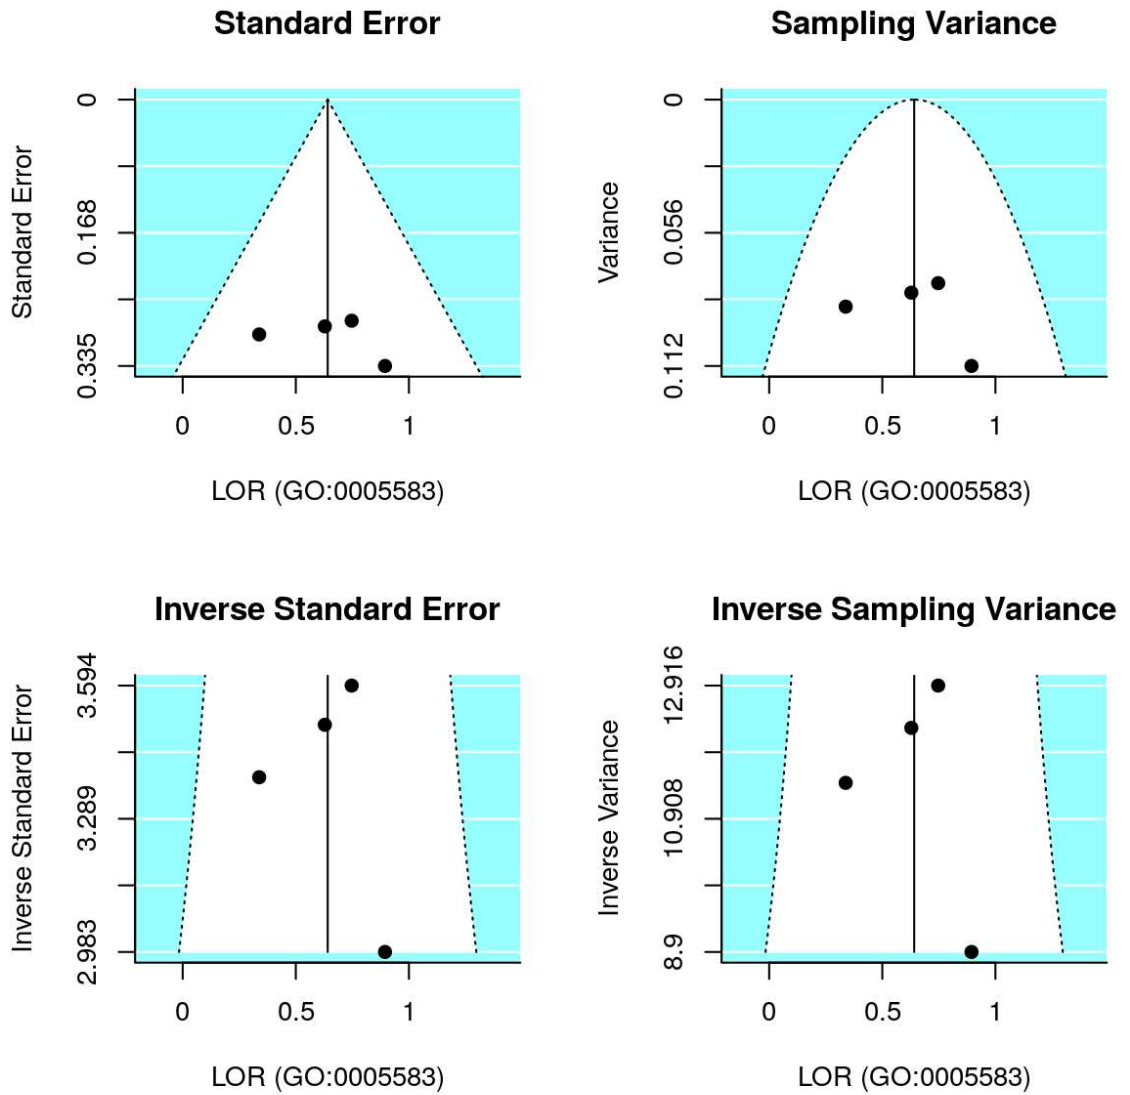 Standard Error
Standard Error
0
0.168
0.335
0 0.5 1
LOR (GO:0005583)
Sampling Variance
Variance
0
0.056
0.112
0 0.5 1
LOR (GO:0005583)
Inverse Standard Error
Inverse Standard Error
3.594
3.289
2.983
0 0.5 1
LOR (GO:0005583)
Inverse Sampling Variance
Inverse Variance
12.916
10.908
8.9
0 0.5 1
LOR (GO:0005583)